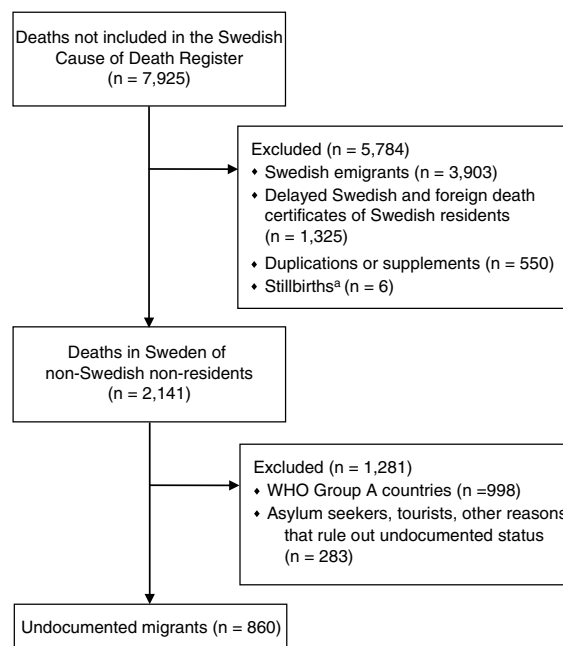 Deaths not included in the Swedish
Cause of Death Register
(n = 7,925)
Excluded (n = 5,784)
♦ Swedish emigrants (n = 3,903)
♦ Delayed Swedish and foreign death
certificates of Swedish residents
(n = 1,325)
♦ Duplications or supplements (n = 550)
♦ Stillbirthsᵃ (n = 6)
Deaths in Sweden of
non-Swedish non-residents
(n = 2,141)
Excluded (n = 1,281)
♦ WHO Group A countries (n =998)
♦ Asylum seekers, tourists, other reasons
that rule out undocumented status
(n = 283)
Undocumented migrants (n = 860)